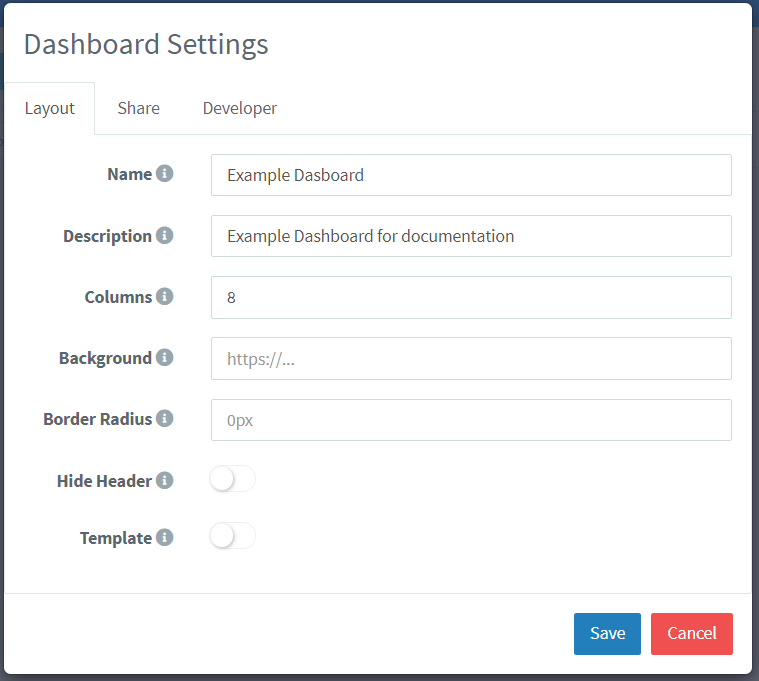 Dashboard Settings
Layout Share Developer
Name Example Dasboard
Description Example Dashboard for documentation
Columns 8
Background https://...
Border Radius 0px
Hide Header
Template
Save Cancel